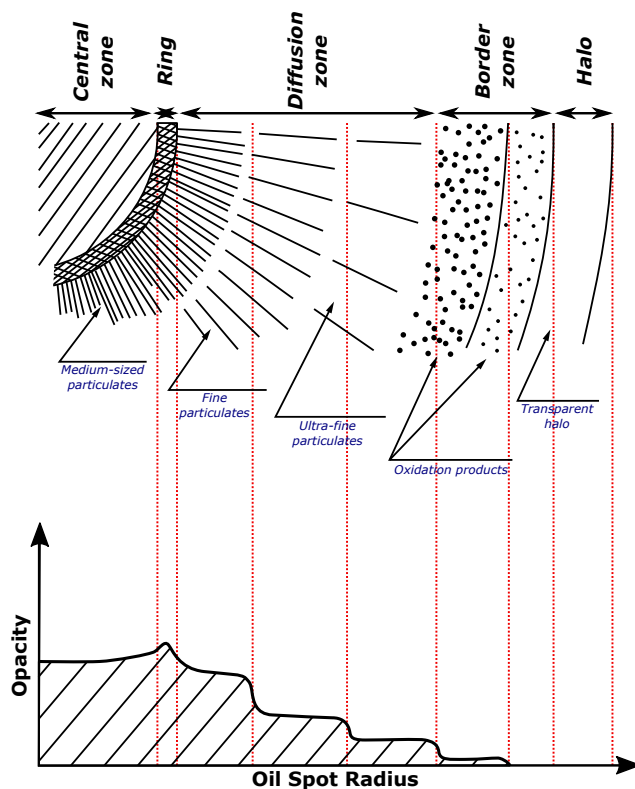 Central
zone
Ring
Diffusion
zone
Border
zone
Halo
Medium-sized
particulates
Fine
particulates
Ultra-fine
particulates
Oxidation products
Transparent
halo
Opacity
Oil Spot Radius